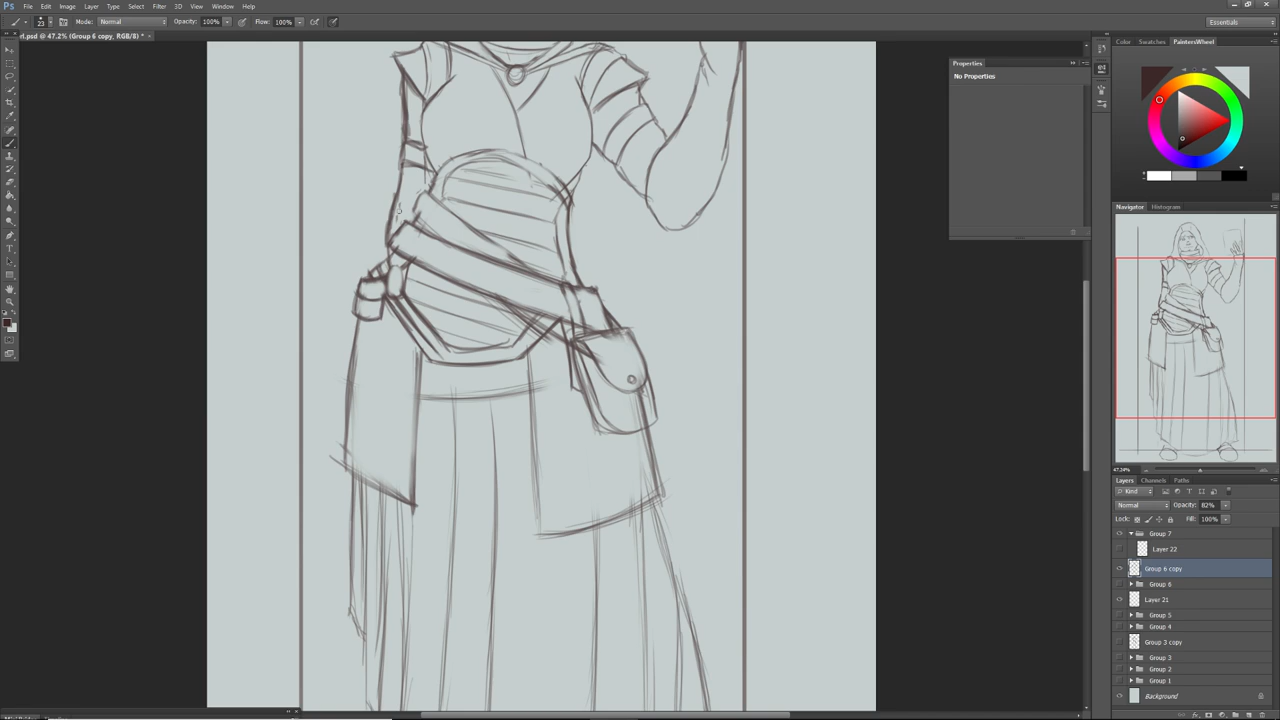 Ps File Edit Image Layer Type Select Filter 3D View Window Help
23 Mode: Normal Opacity: 100% Flow: 100% Essentials
rl.psd @ 47.2% (Group 6 copy, RGB/8) *
Color Swatches PaintersWheel
Properties
No Properties
Navigator Histogram
47.24%
Layers Channels Paths
Kind
Normal Opacity: 82%
Lock: Fill: 100%
Group 7
Layer 22
Group 6 copy
Group 6
Layer 21
Group 5
Group 4
Group 3 copy
Group 3
Group 2
Group 1
Background